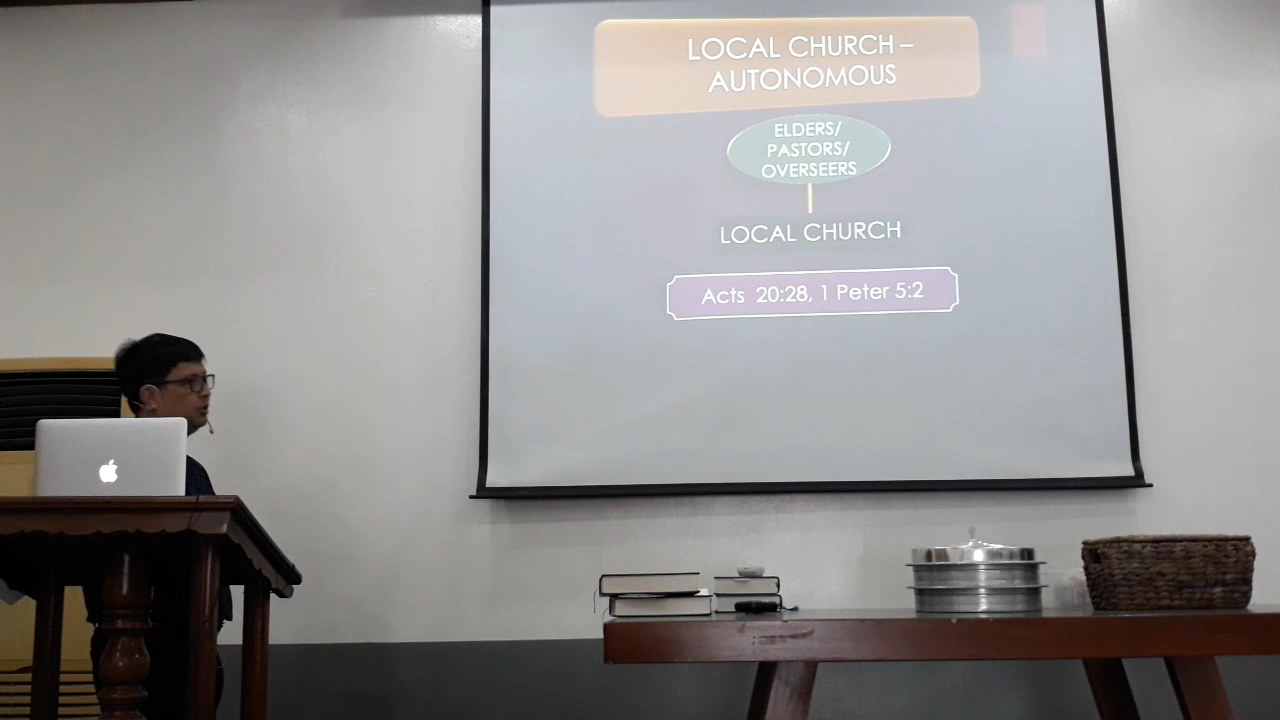 LOCAL CHURCH –
AUTONOMOUS
ELDERS/
PASTORS/
OVERSEERS
LOCAL CHURCH
Acts 20:28, 1 Peter 5:2